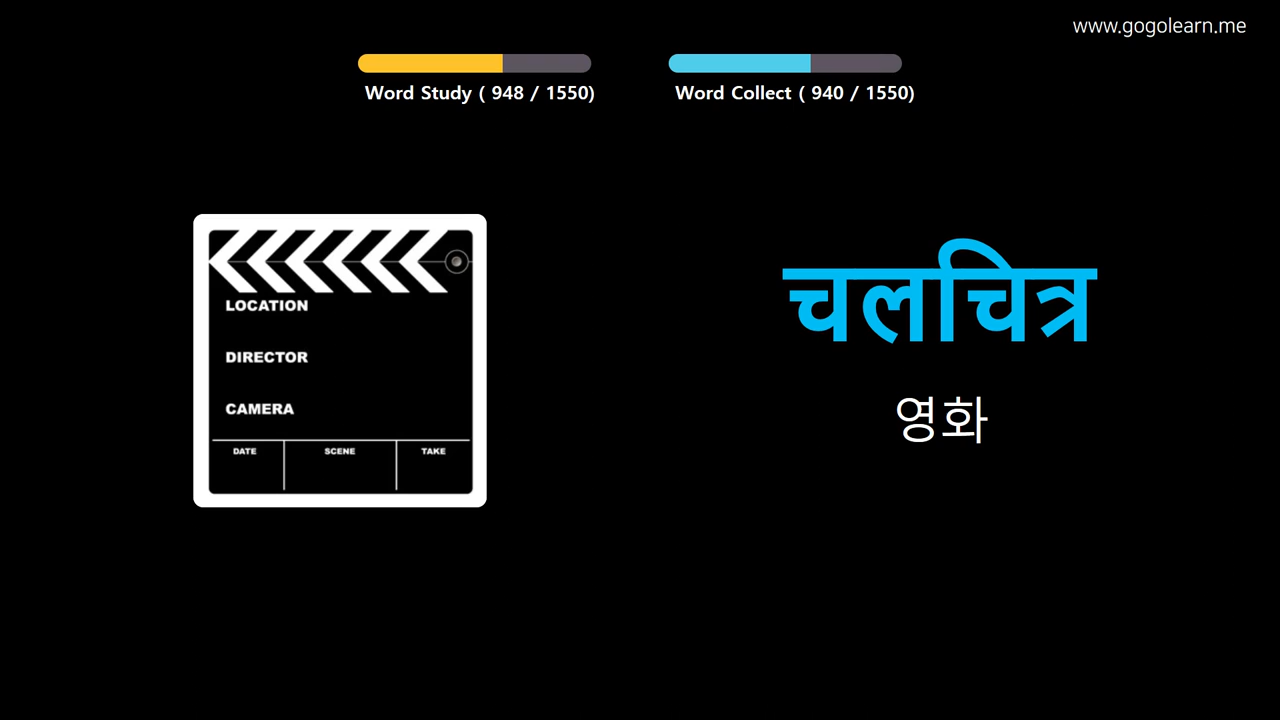 www.gogolearn.me
Word Study ( 948 / 1550)
Word Collect ( 940 / 1550)
LOCATION
DIRECTOR
CAMERA
DATE SCENE TAKE
चलचित्र
영화